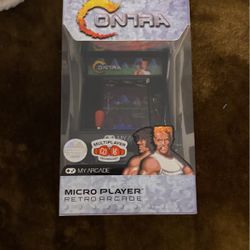 CONTRA
CONTRA
MULTIPLAYER
MY ARCADE
MICRO PLAYER
RETRO ARCADE